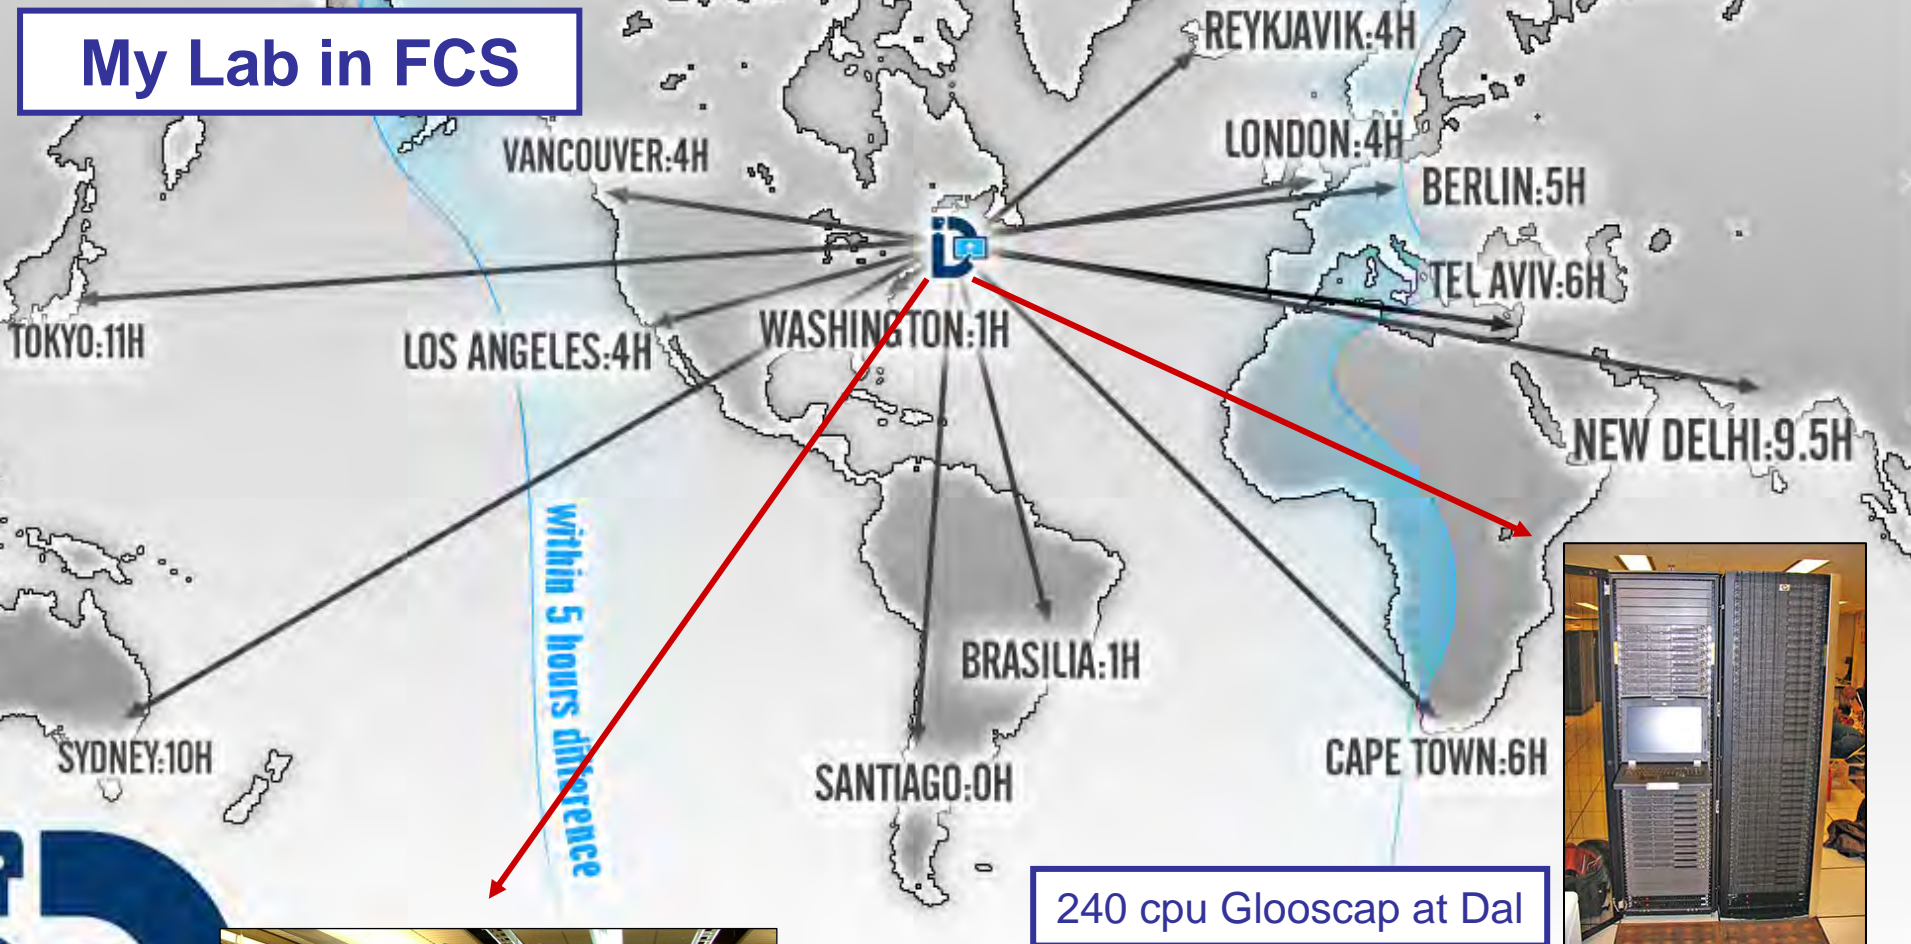 My Lab in FCS
REYKJAVIK:4H
VANCOUVER:4H
LONDON:4H
BERLIN:5H
TEL AVIV:6H
TOKYO:11H
LOS ANGELES:4H
WASHINGTON:1H
NEW DELHI:9.5H
within 5 hours difference
BRASILIA:1H
SYDNEY:10H
SANTIAGO:0H
CAPE TOWN:6H
240 cpu Glooscap at Dal
iD